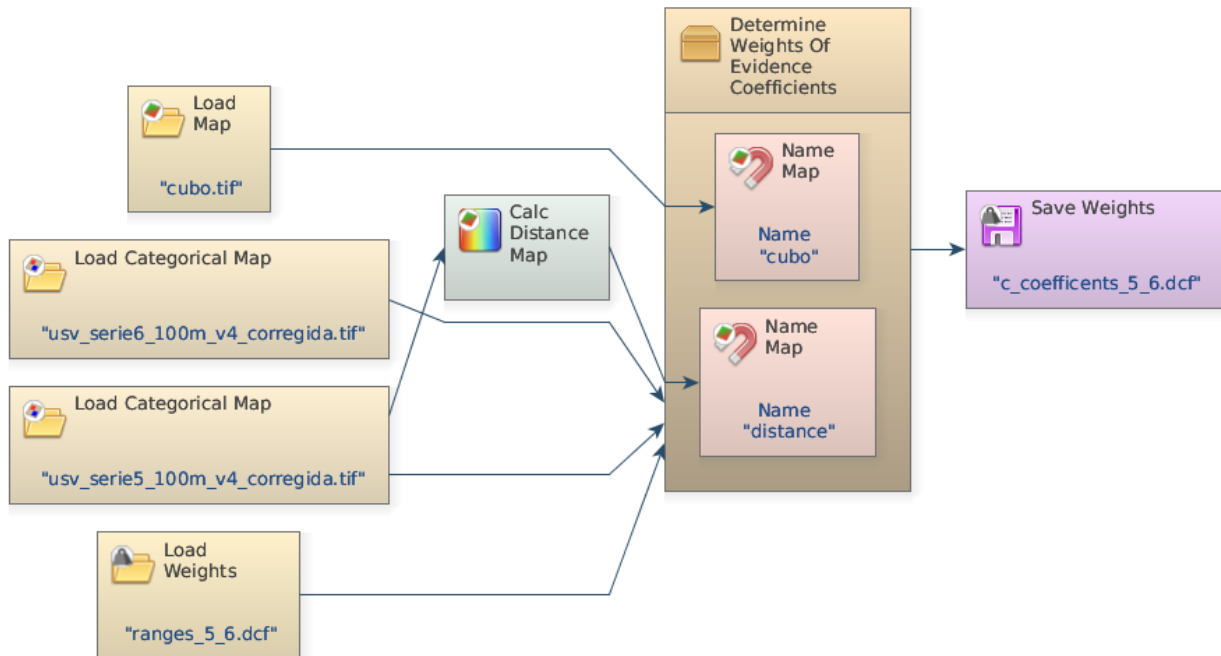 Load
Map
"cubo.tif"
Load Categorical Map
"usv_serie6_100m_v4_corregida.tif"
Load Categorical Map
"usv_serie5_100m_v4_corregida.tif"
Load
Weights
"ranges_5_6.dcf"
Calc
Distance
Map
Determine
Weights Of
Evidence
Coefficients
Name
Map
Name
"cubo"
Name
Map
Name
"distance"
Save Weights
"c_coefficents_5_6.dcf"